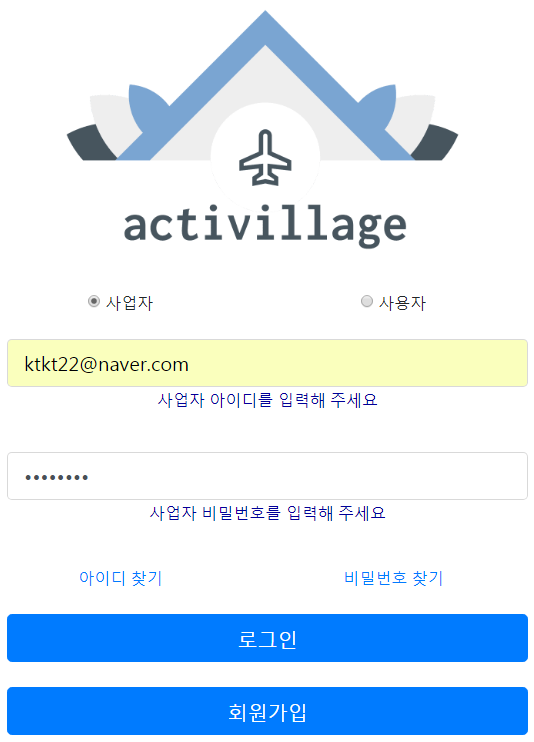 activillage
사업자 사용자
ktkt22@naver.com
사업자 아이디를 입력해 주세요
••••••••
사업자 비밀번호를 입력해 주세요
아이디 찾기 비밀번호 찾기
로그인
회원가입